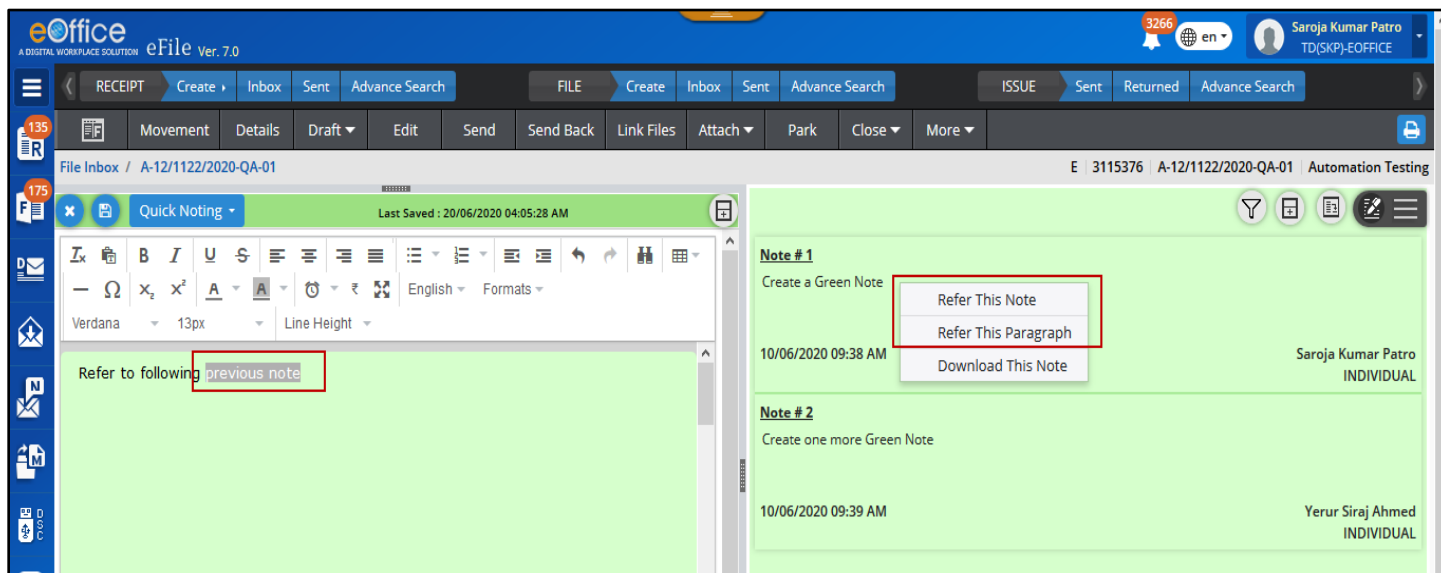 eOffice
A DIGITAL WORKPLACE SOLUTION eFile Ver. 7.0
3266
en
Saroja Kumar Patro
TD(SKP)-EOFFICE
RECEIPT Create Inbox Sent Advance Search FILE Create Inbox Sent Advance Search ISSUE Sent Returned Advance Search
135
R
Movement Details Draft Edit Send Send Back Link Files Attach Park Close More
File Inbox / A-12/1122/2020-QA-01
E 3115376 A-12/1122/2020-QA-01 Automation Testing
175
F
Quick Noting
Last Saved : 20/06/2020 04:05:28 AM
B I U S
Ω x₂ x² A A ₹ English Formats
Verdana 13px Line Height
D
N
M
DSC
Refer to following previous note
Note # 1
Create a Green Note
Refer This Note
Refer This Paragraph
Download This Note
10/06/2020 09:38 AM
Saroja Kumar Patro
INDIVIDUAL
Note # 2
Create one more Green Note
10/06/2020 09:39 AM
Yerur Siraj Ahmed
INDIVIDUAL